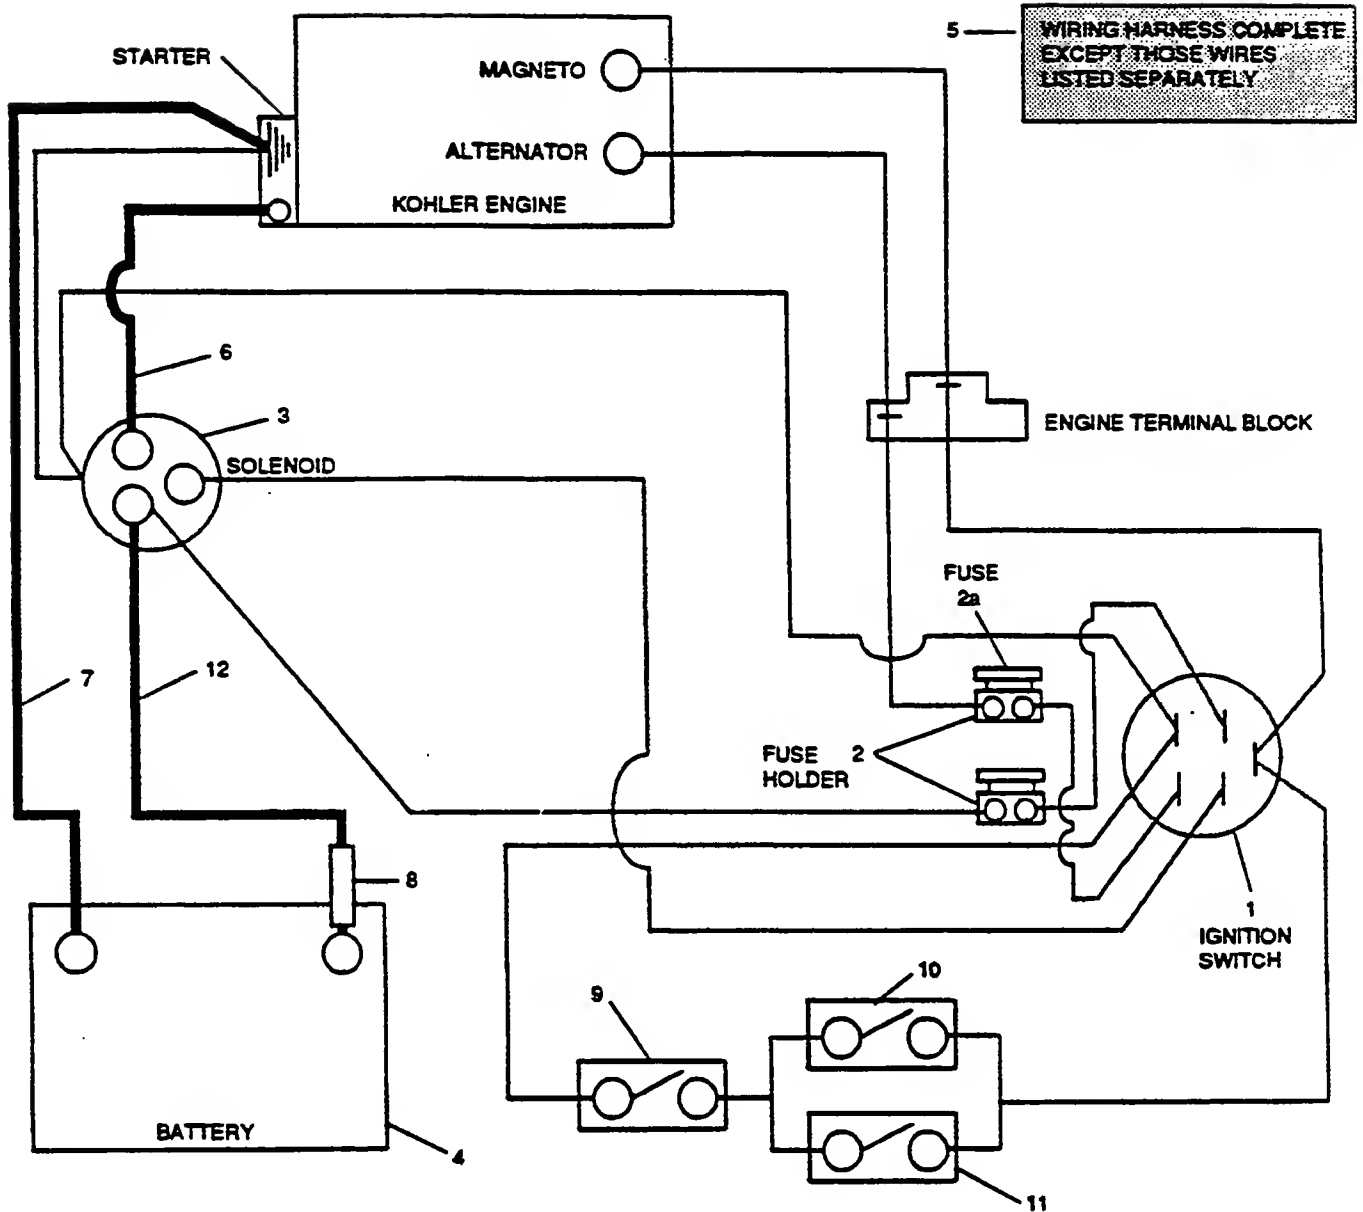 5
WIRING HARNESS COMPLETE
EXCEPT THOSE WIRES
LISTED SEPARATELY
STARTER
MAGNETO
ALTERNATOR
KOHLER ENGINE
6
3
SOLENOID
ENGINE TERMINAL BLOCK
FUSE
2a
7
12
FUSE 2
HOLDER
8
1
IGNITION
SWITCH
9
10
BATTERY
4
11